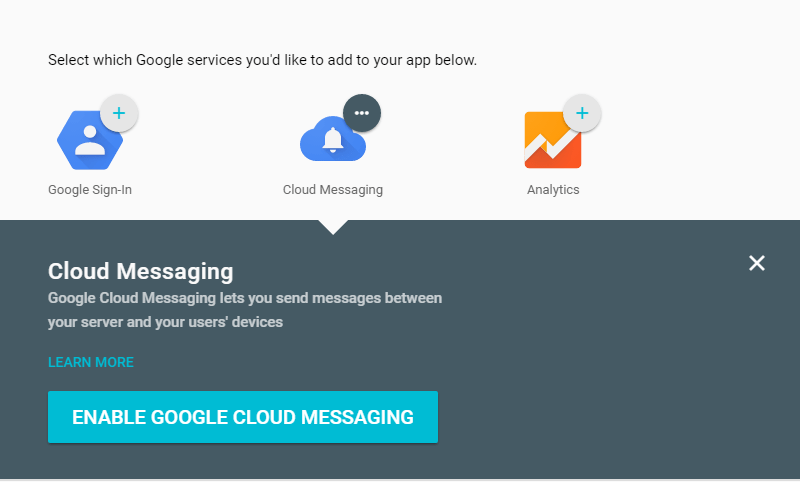 Select which Google services you'd like to add to your app below.
Google Sign-In
Cloud Messaging
Analytics
Cloud Messaging
Google Cloud Messaging lets you send messages between
your server and your users' devices
LEARN MORE
ENABLE GOOGLE CLOUD MESSAGING